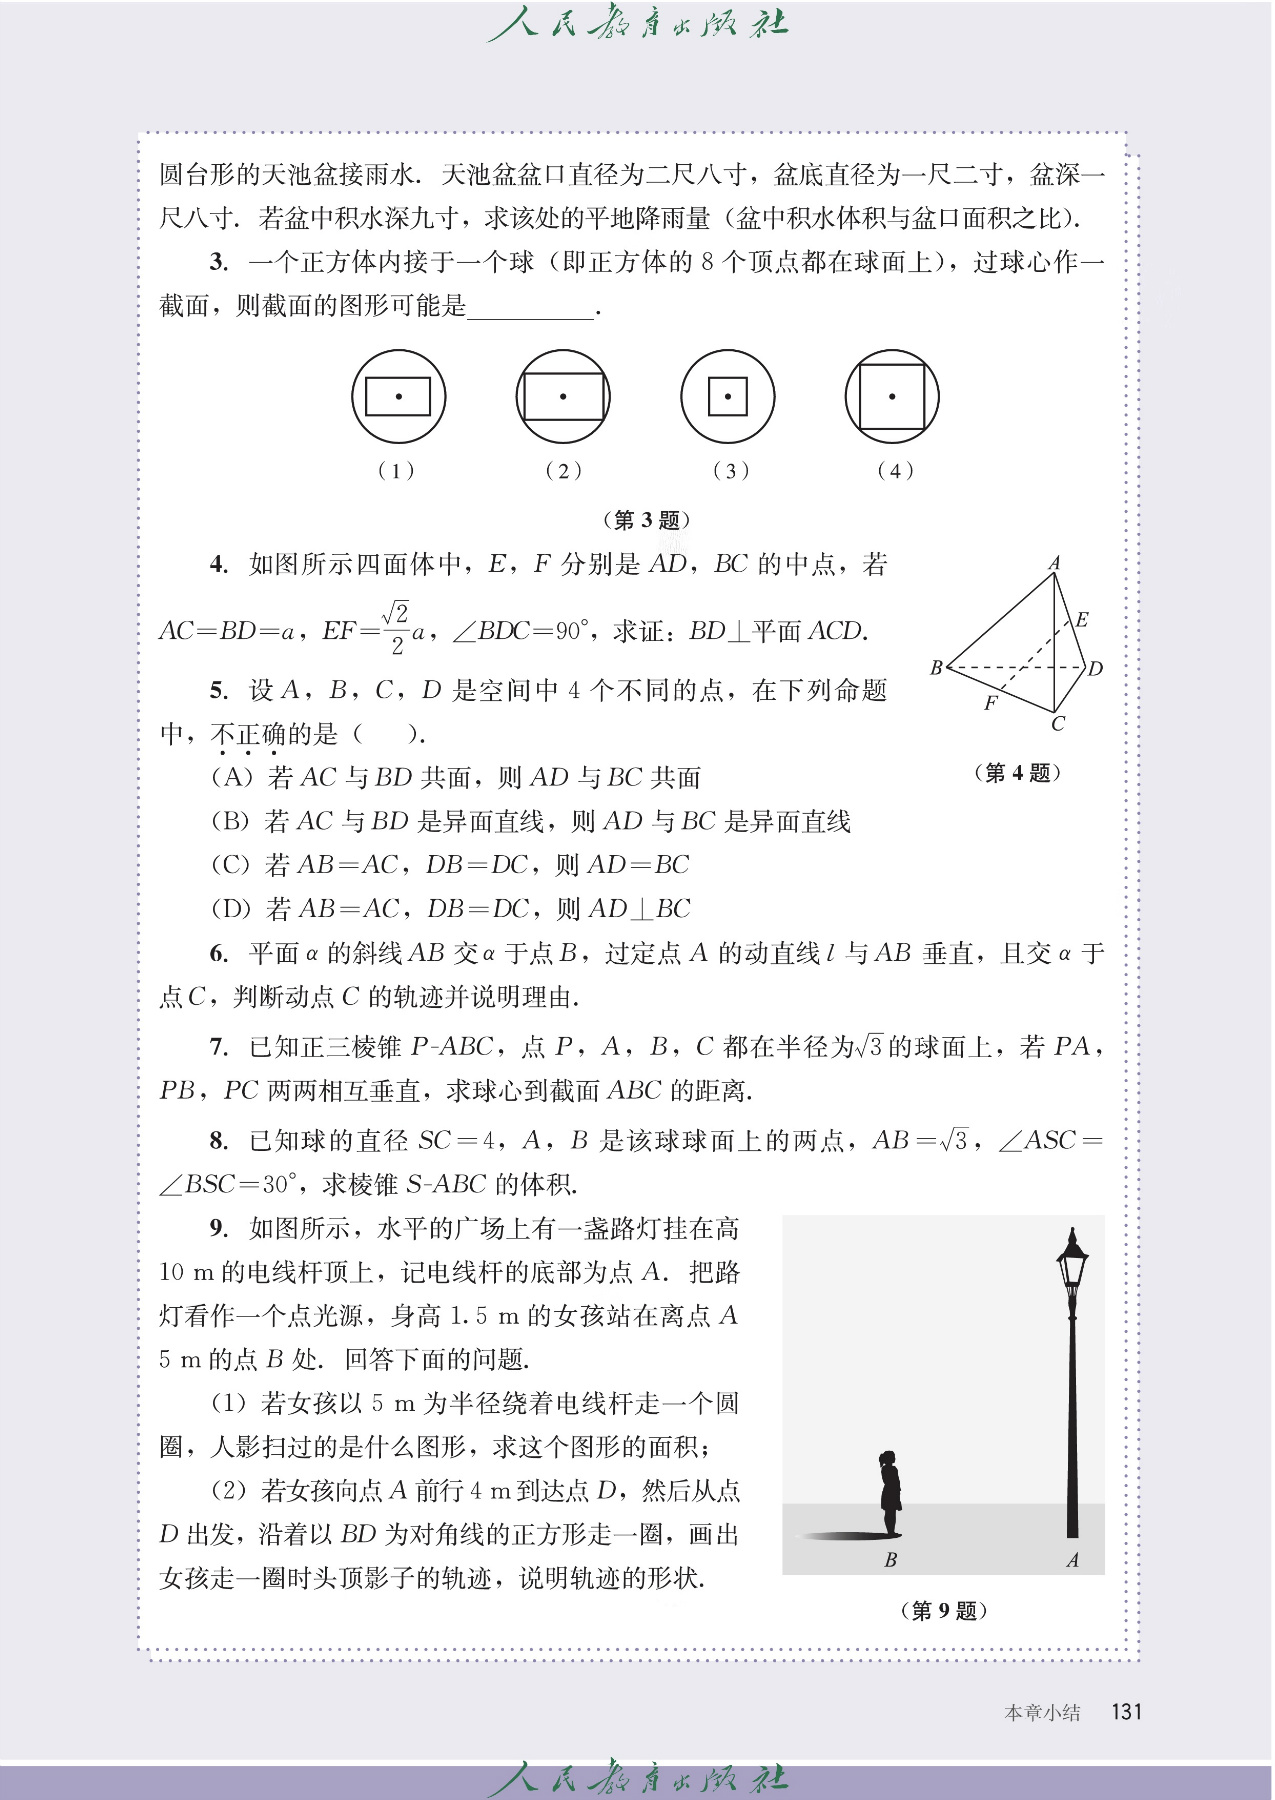 人民教育出版社
圆台形的天池盆接雨水. 天池盆盆口直径为二尺八寸，盆底直径为一尺二寸，盆深一
尺八寸. 若盆中积水深九寸，求该处的平地降雨量（盆中积水体积与盆口面积之比）.
3. 一个正方体内接于一个球（即正方体的 8 个顶点都在球面上），过球心作一
截面，则截面的图形可能是__________.
（1） （2） （3） （4）
（第 3 题）
4. 如图所示四面体中，E，F 分别是 AD，BC 的中点，若
AC=BD=a，EF=√2/2 a，∠BDC=90°，求证：BD⊥平面 ACD.
A
E
B
D
F
C
（第 4 题）
5. 设 A，B，C，D 是空间中 4 个不同的点，在下列命题
中，不正确的是（ ）.
（A）若 AC 与 BD 共面，则 AD 与 BC 共面
（B）若 AC 与 BD 是异面直线，则 AD 与 BC 是异面直线
（C）若 AB=AC，DB=DC，则 AD=BC
（D）若 AB=AC，DB=DC，则 AD⊥BC
6. 平面 α 的斜线 AB 交 α 于点 B，过定点 A 的动直线 l 与 AB 垂直，且交 α 于
点 C，判断动点 C 的轨迹并说明理由.
7. 已知正三棱锥 P-ABC，点 P，A，B，C 都在半径为√3的球面上，若 PA，
PB，PC 两两相互垂直，求球心到截面 ABC 的距离.
8. 已知球的直径 SC=4，A，B 是该球球面上的两点，AB=√3，∠ASC=
∠BSC=30°，求棱锥 S-ABC 的体积.
9. 如图所示，水平的广场上有一盏路灯挂在高
10 m 的电线杆顶上，记电线杆的底部为点 A. 把路
灯看作一个点光源，身高 1.5 m 的女孩站在离点 A
5 m 的点 B 处. 回答下面的问题.
（1）若女孩以 5 m 为半径绕着电线杆走一个圆
圈，人影扫过的是什么图形，求这个图形的面积；
（2）若女孩向点 A 前行 4 m 到达点 D，然后从点
D 出发，沿着以 BD 为对角线的正方形走一圈，画出
女孩走一圈时头顶影子的轨迹，说明轨迹的形状.
B A
（第 9 题）
本章小结 131
人民教育出版社